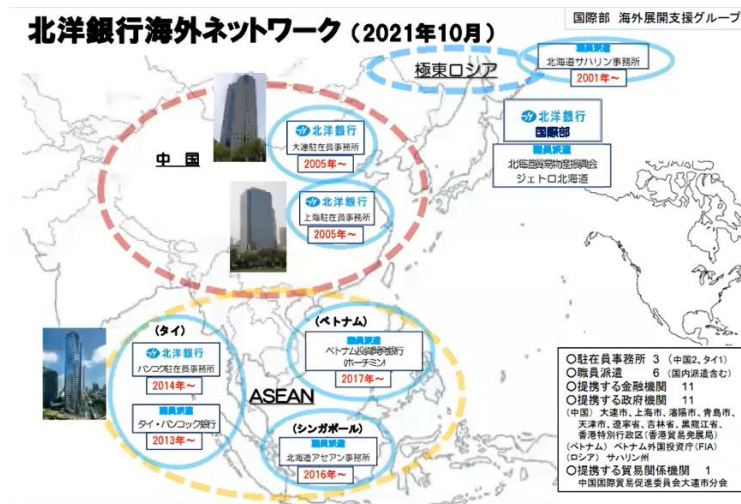 北洋銀行海外ネットワーク（2021年10月）
国際部 海外展開支援グループ
極東ロシア
職員派遣
北海道サハリン事務所
2001年～
北洋銀行
国際部
職員派遣
北海道貿易物産振興会
ジェトロ北海道
中 国
北洋銀行
大連駐在員事務所
2005年～
北洋銀行
上海駐在員事務所
2005年～
（タイ）
北洋銀行
バンコク駐在員事務所
2014年～
職員派遣
タイ・バンコック銀行
2013年～
ASEAN
（ベトナム）
職員派遣
ベトナム投資開発銀行
（ホーチミン）
2017年～
（シンガポール）
職員派遣
北海道アセアン事務所
2016年～
〇駐在員事務所 3 （中国2、タイ1）
〇職員派遣 6 （国内派遣含む）
〇提携する金融機関 11
〇提携する政府機関 11
（中国）大連市、上海市、瀋陽市、青島市、
天津市、遼寧省、吉林省、黒龍江省、
香港特別行政区（香港貿易発展局）
（ベトナム）ベトナム外国投資庁（FIA）
（ロシア） サハリン州
〇提携する貿易関係機関 1
中国国際貿易促進委員会大連市分会